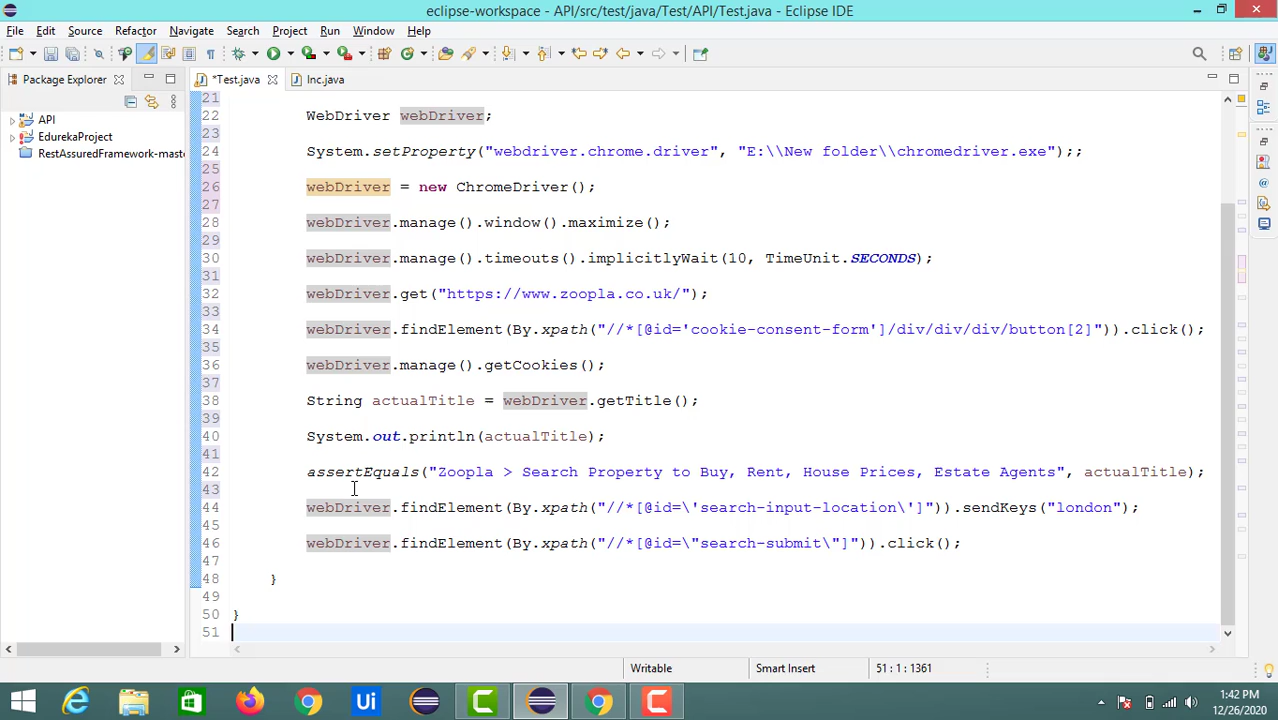 eclipse-workspace - API/src/test/java/Test/API/Test.java - Eclipse IDE
File Edit Source Refactor Navigate Search Project Run Window Help
Package Explorer
*Test.java
Inc.java
API
EdurekaProject
RestAssuredFramework-maste
21
22 WebDriver webDriver;
23
24 System.setProperty("webdriver.chrome.driver", "E:\\New folder\\chromedriver.exe");;
25
26 webDriver = new ChromeDriver();
27
28 webDriver.manage().window().maximize();
29
30 webDriver.manage().timeouts().implicitlyWait(10, TimeUnit.SECONDS);
31
32 webDriver.get("https://www.zoopla.co.uk/");
33
34 webDriver.findElement(By.xpath("//*[@id='cookie-consent-form']/div/div/div/button[2]")).click();
35
36 webDriver.manage().getCookies();
37
38 String actualTitle = webDriver.getTitle();
39
40 System.out.println(actualTitle);
41
42 assertEquals("Zoopla > Search Property to Buy, Rent, House Prices, Estate Agents", actualTitle);
43
44 webDriver.findElement(By.xpath("//*[@id=\'search-input-location\']")).sendKeys("london");
45
46 webDriver.findElement(By.xpath("//*[@id=\"search-submit\"]")).click();
47
48 }
49
50 }
51
Writable Smart Insert 51 : 1 : 1361
Ui
1:42 PM
12/26/2020